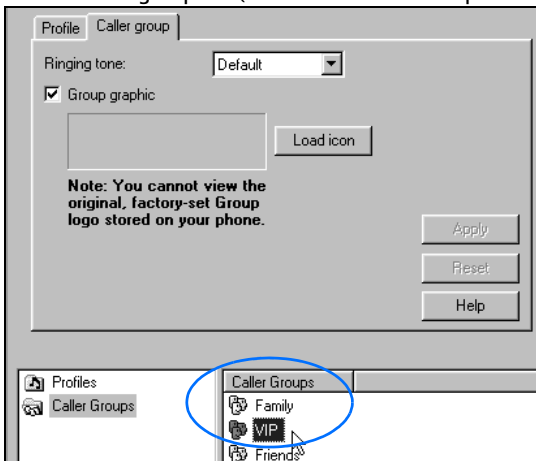 Profile
Caller group
Ringing tone:
Default
Group graphic
Load icon
Note: You cannot view the
original, factory-set Group
logo stored on your phone.
Apply
Reset
Help
Profiles
Caller Groups
Caller Groups
Family
VIP
Friends